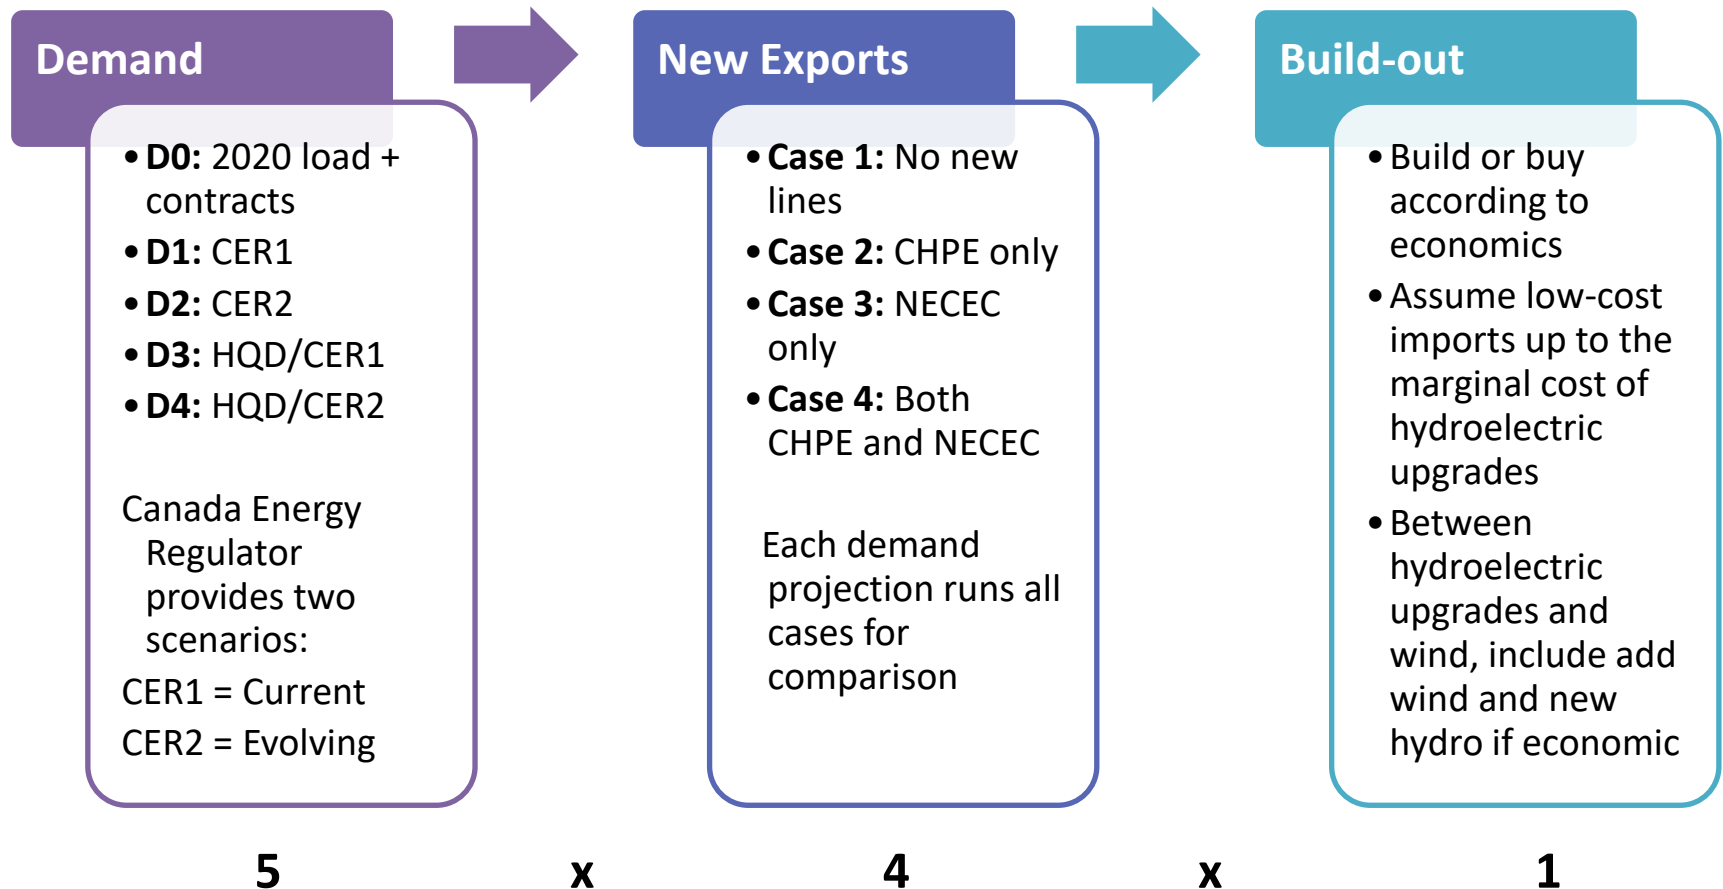 Demand
• D0: 2020 load +
contracts
• D1: CER1
• D2: CER2
• D3: HQD/CER1
• D4: HQD/CER2
Canada Energy
Regulator
provides two
scenarios:
CER1 = Current
CER2 = Evolving
New Exports
• Case 1: No new
lines
• Case 2: CHPE only
• Case 3: NECEC
only
• Case 4: Both
CHPE and NECEC
Each demand
projection runs all
cases for
comparison
Build-out
• Build or buy
according to
economics
• Assume low-cost
imports up to the
marginal cost of
hydroelectric
upgrades
• Between
hydroelectric
upgrades and
wind, include add
wind and new
hydro if economic
5 x 4 x 1